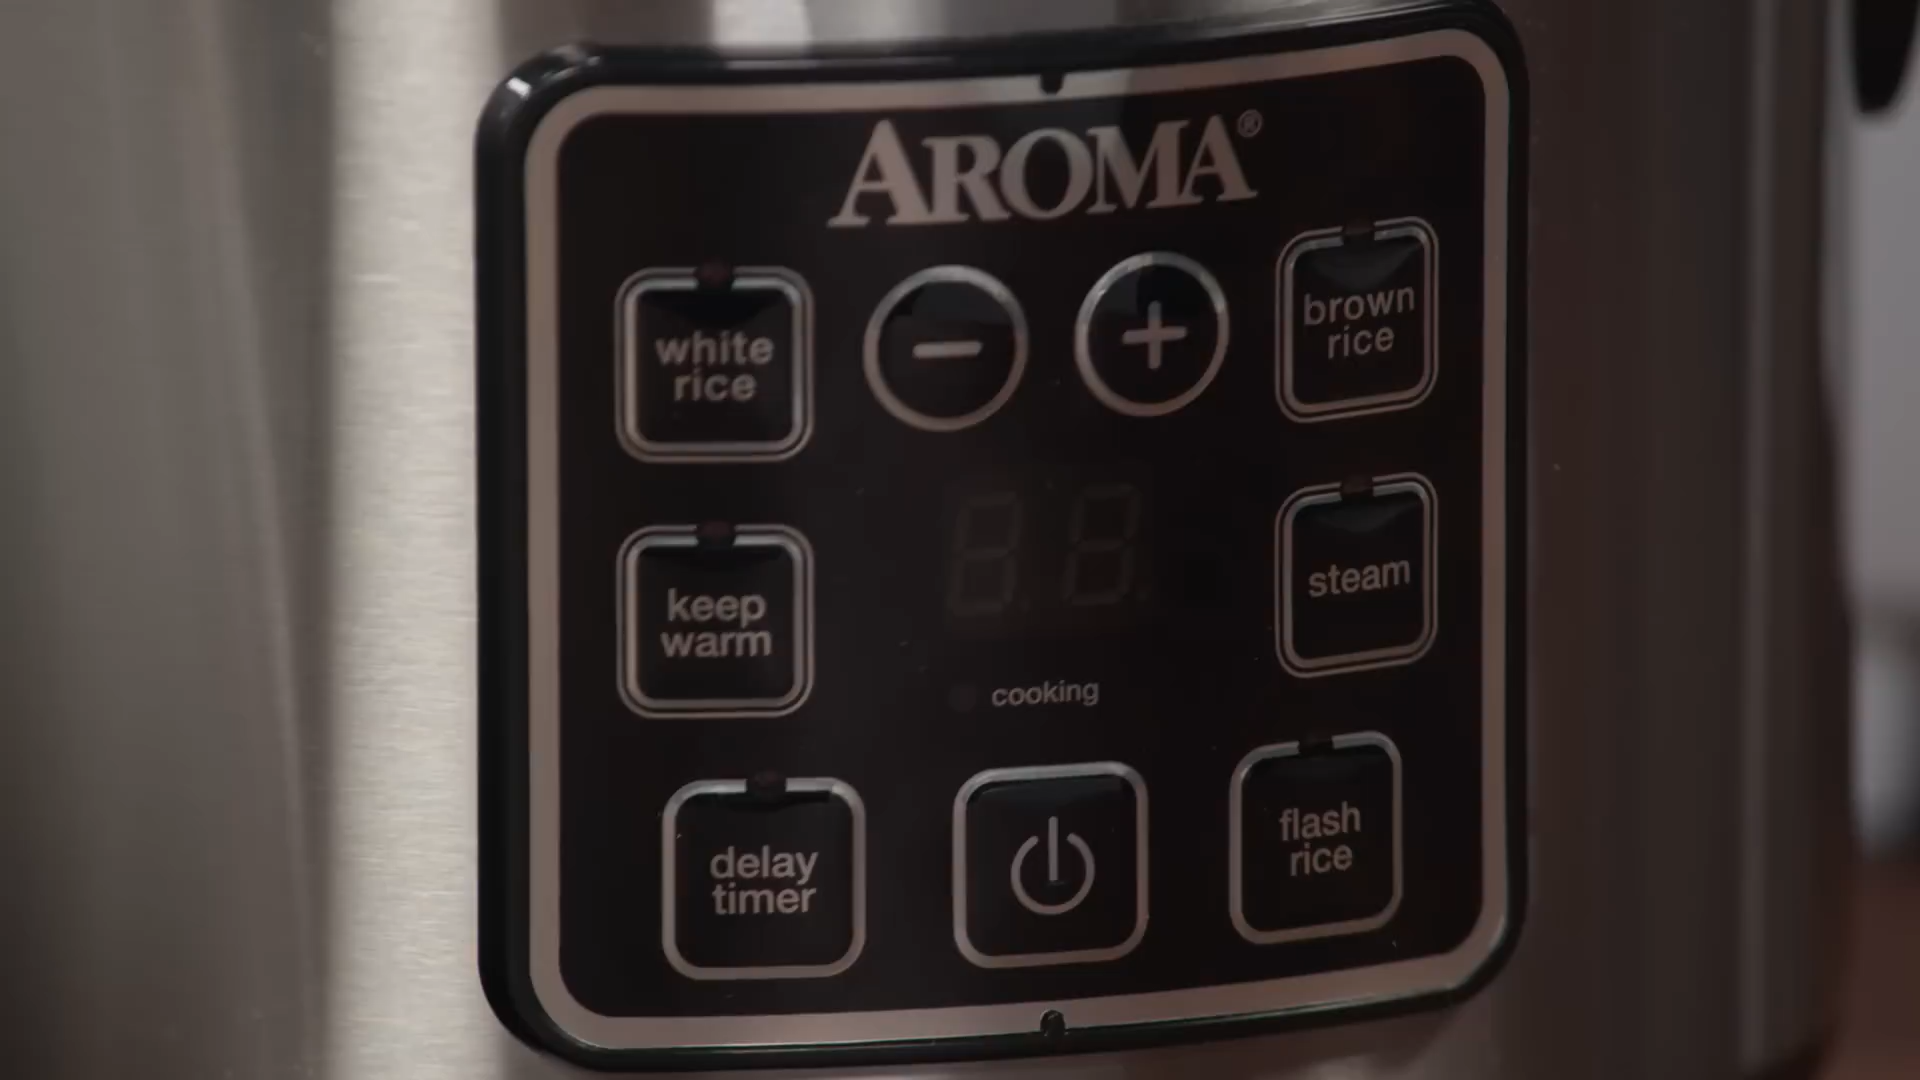 AROMA®
white
rice
−
+
brown
rice
keep
warm
steam
cooking
delay
timer
flash
rice